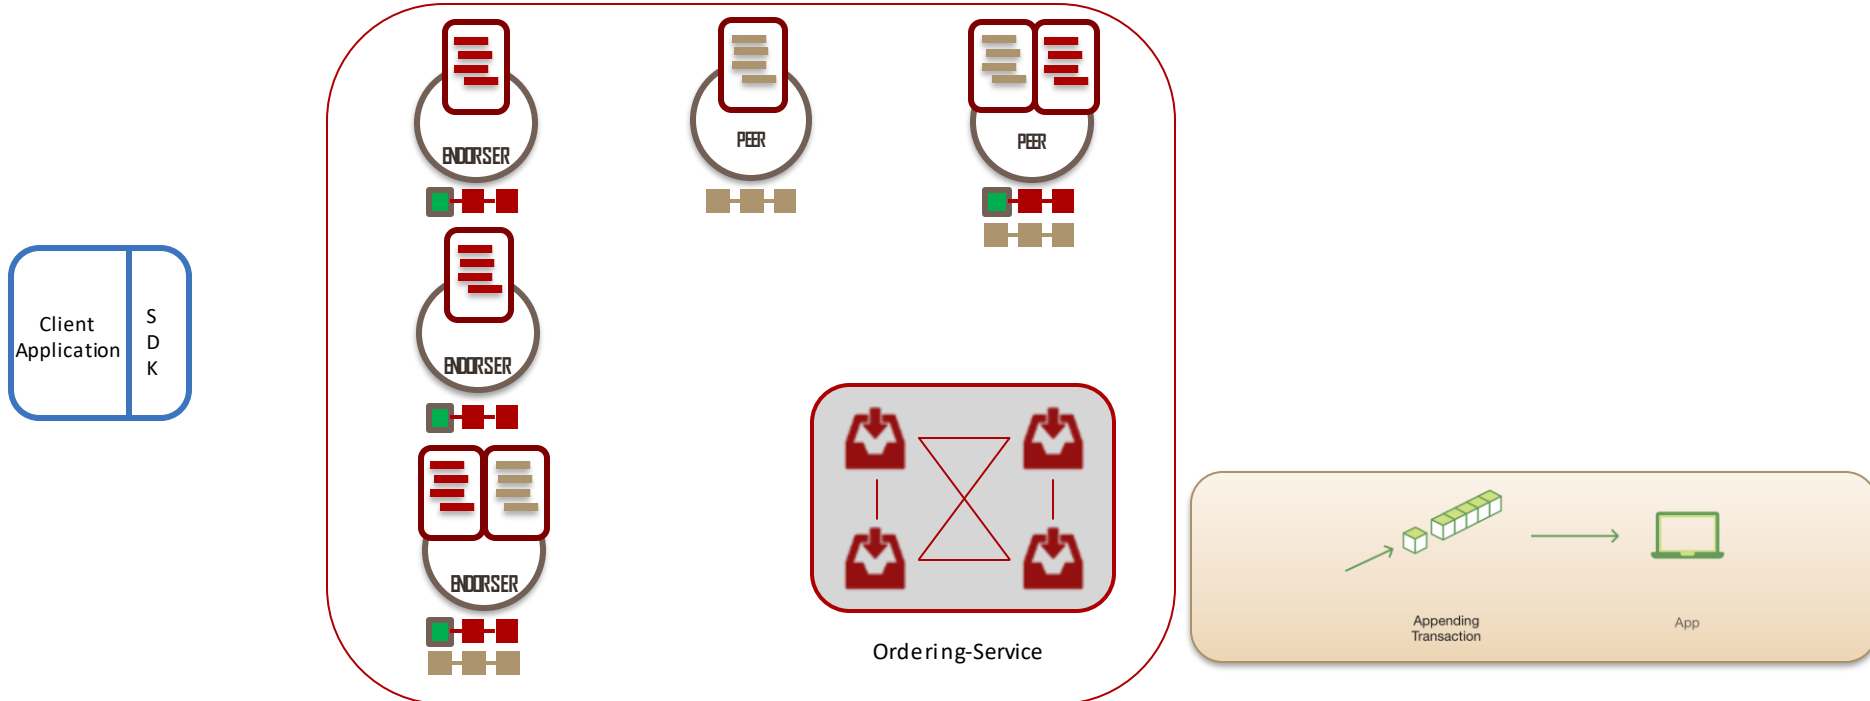 ENDORSER
PEER
PEER
ENDORSER
Client
Application
S
D
K
ENDORSER
Ordering-Service
Appending
Transaction
App